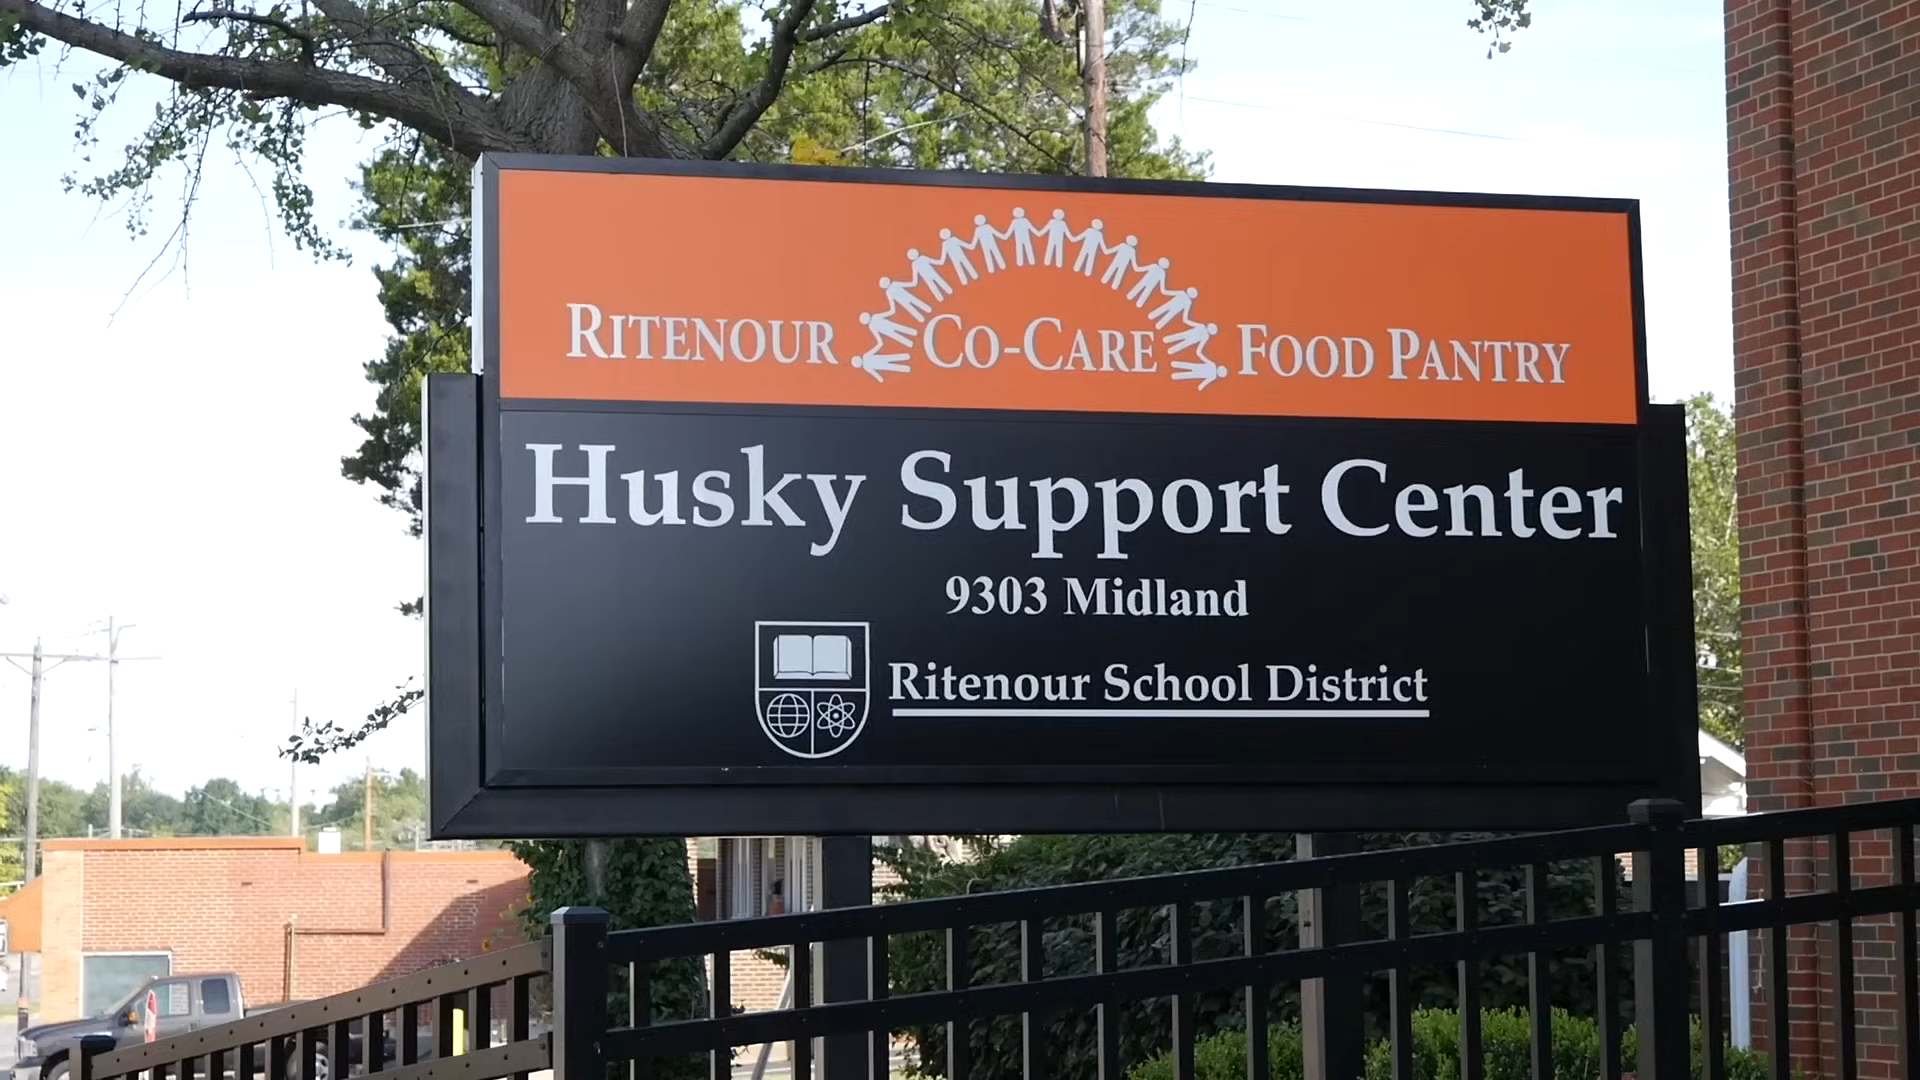 Ritenour Co-Care Food Pantry
Husky Support Center
9303 Midland
Ritenour School District